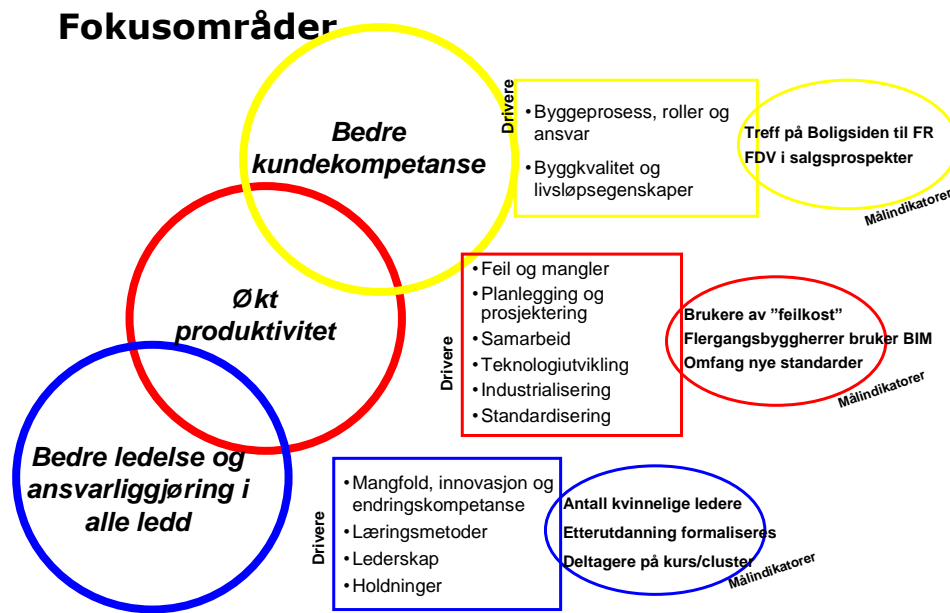 Fokusområder
Bedre
kundekompetanse
Drivere
• Byggeprosess, roller og
ansvar
• Byggkvalitet og
livsløpsegenskaper
Treff på Boligsiden til FR
FDV i salgsprospekter
Målindikatorer
Økt
produktivitet
Drivere
• Feil og mangler
• Planlegging og
prosjektering
• Samarbeid
• Teknologiutvikling
• Industrialisering
• Standardisering
Brukere av ”feilkost”
Flergangsbyggherrer bruker BIM
Omfang nye standarder
Målindikatorer
Bedre ledelse og
ansvarliggjøring i
alle ledd
Drivere
• Mangfold, innovasjon og
endringskompetanse
• Læringsmetoder
• Lederskap
• Holdninger
Antall kvinnelige ledere
Etterutdanning formaliseres
Deltagere på kurs/cluster
Målindikatorer